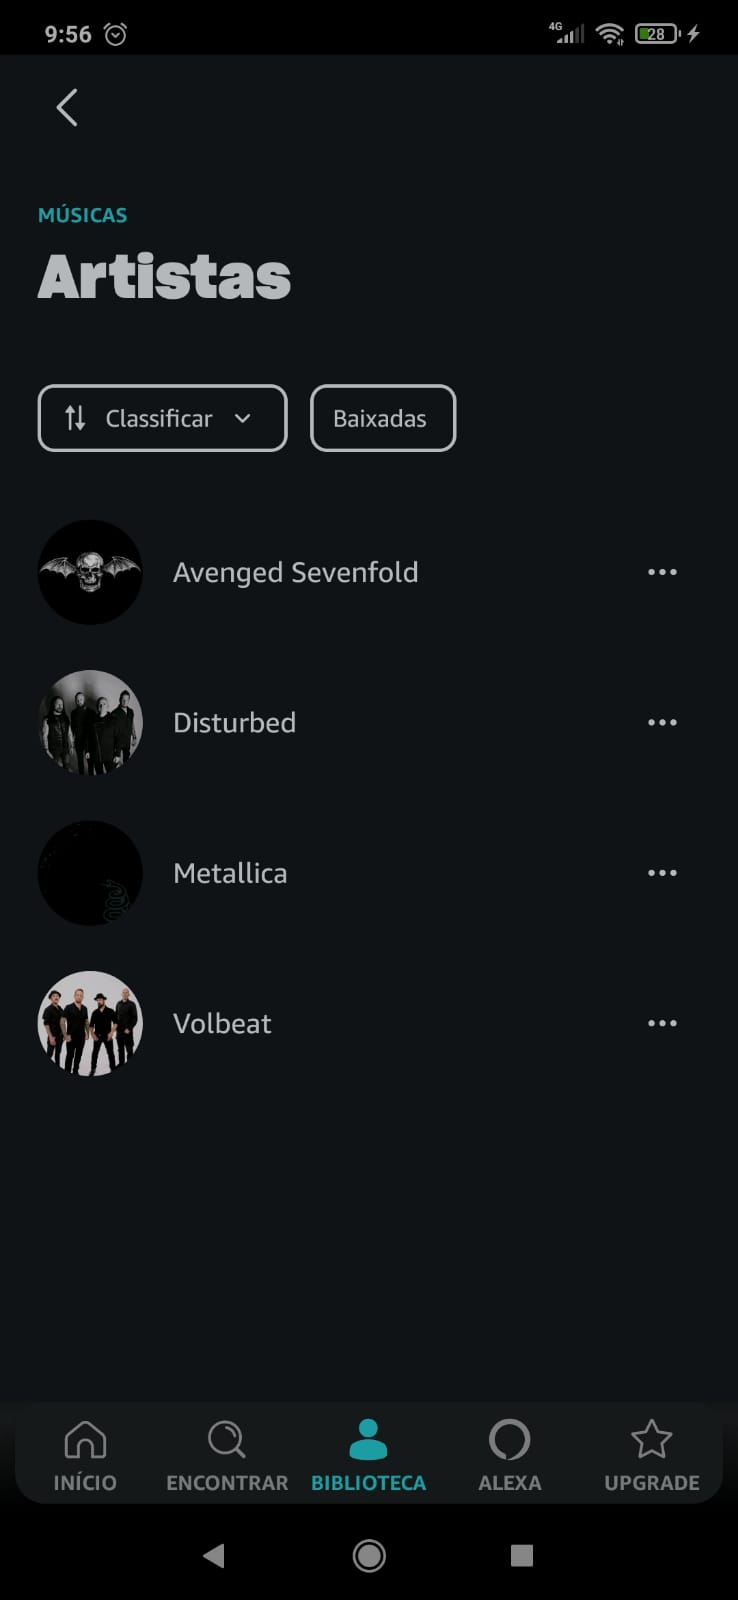 9:56
4G
28
MÚSICAS
Artistas
Classificar
Baixadas
Avenged Sevenfold
Disturbed
Metallica
Volbeat
INÍCIO
ENCONTRAR
BIBLIOTECA
ALEXA
UPGRADE